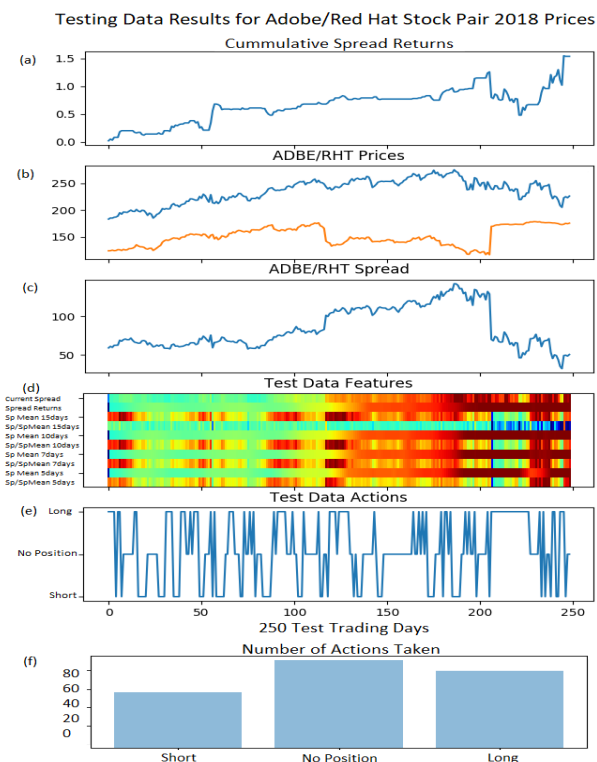 Testing Data Results for Adobe/Red Hat Stock Pair 2018 Prices
Cummulative Spread Returns
(a)
1.5
1.0
0.5
0.0
ADBE/RHT Prices
(b)
250
200
150
ADBE/RHT Spread
(c)
100
50
Test Data Features
(d)
Current Spread
Spread Returns
Sp Mean 15days
Sp/SpMean 15days
Sp Mean 10days
Sp/SpMean 10days
Sp Mean 7days
Sp/SpMean 7days
Sp Mean 5days
Sp/SpMean 5days
Test Data Actions
(e)
Long
No Position
Short
0 50 100 150 200 250
250 Test Trading Days
Number of Actions Taken
(f)
80
60
40
20
0
Short No Position Long